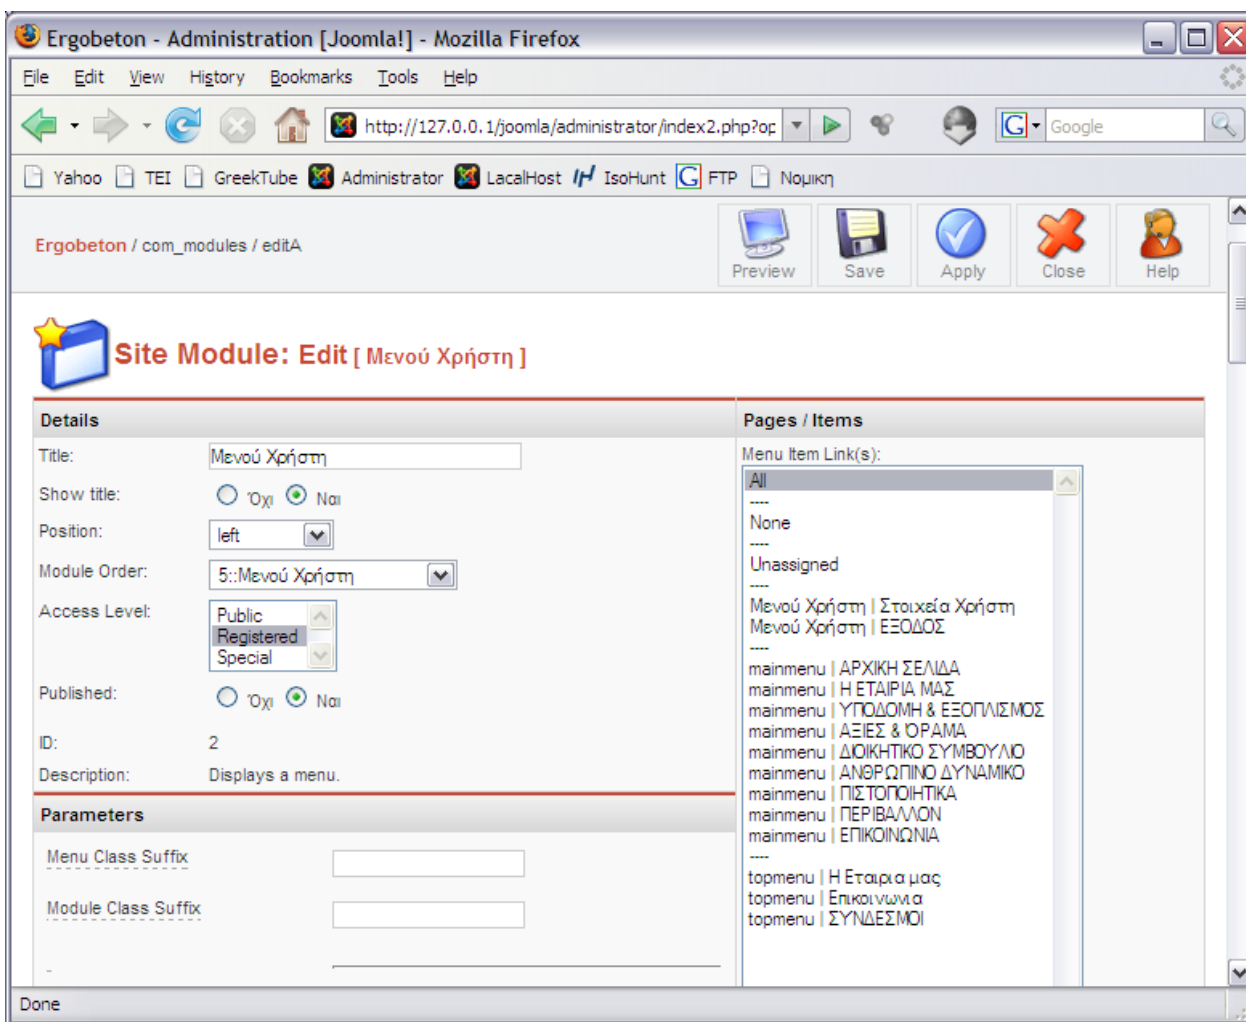 Ergobeton - Administration [Joomla!] - Mozilla Firefox
File Edit View History Bookmarks Tools Help
http://127.0.0.1/joomla/administrator/index2.php?op
Google
Yahoo TEI GreekTube Administrator LacalHost IsoHunt FTP Νομικη
Ergobeton / com_modules / editA
Preview Save Apply Close Help
Site Module: Edit [ Μενού Χρήστη ]
Details
Title: Μενού Χρήστη
Show title: Όχι Ναι
Position: left
Module Order: 5::Μενού Χρήστη
Access Level: Public
Registered
Special
Published: Όχι Ναι
ID: 2
Description: Displays a menu.
Parameters
Menu Class Suffix
Module Class Suffix
Pages / Items
Menu Item Link(s):
All
----
None
----
Unassigned
----
Μενού Χρήστη | Στοιχεία Χρήστη
Μενού Χρήστη | ΕΞΟΔΟΣ
----
mainmenu | ΑΡΧΙΚΗ ΣΕΛΙΔΑ
mainmenu | Η ΕΤΑΙΡΙΑ ΜΑΣ
mainmenu | ΥΠΟΔΟΜΗ & ΕΞΟΠΛΙΣΜΟΣ
mainmenu | ΑΞΙΕΣ & ΌΡΑΜΑ
mainmenu | ΔΙΟΙΚΗΤΙΚΟ ΣΥΜΒΟΥΛΙΟ
mainmenu | ΑΝΘΡΩΠΙΝΟ ΔΥΝΑΜΙΚΟ
mainmenu | ΠΙΣΤΟΠΟΙΗΤΙΚΑ
mainmenu | ΠΕΡΙΒΑΛΛΟΝ
mainmenu | ΕΠΙΚΟΙΝΩΝΙΑ
----
topmenu | Η Εταιρια μας
topmenu | Επικοινωνια
topmenu | ΣΥΝΔΕΣΜΟΙ
Done